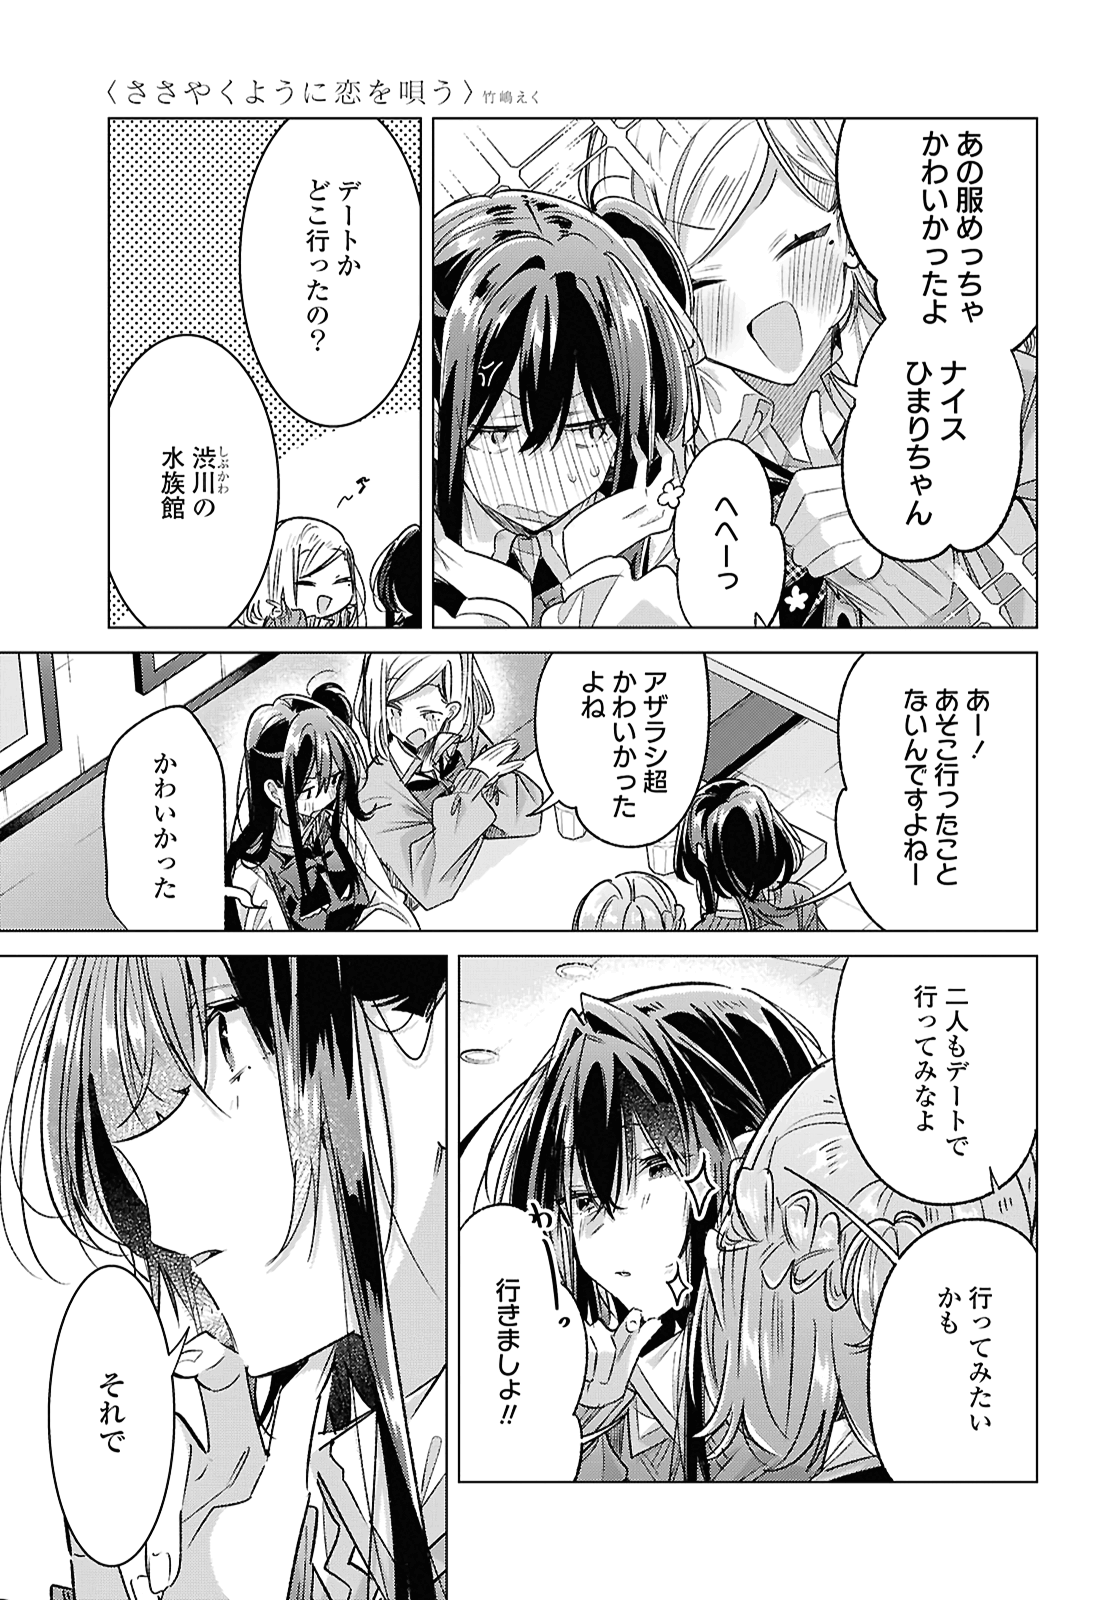 〈ささやくように恋を唄う〉竹嶋えく
あの服めっちゃ
かわいかったよ
ナイス
ひまりちゃん
へへーっ
デートか
どこ行ったの？
渋川の
しぶかわ
水族館
あー！
あそこ行ったこと
ないんですよねー
アザラシ超
かわいかった
よね
かわいかった
二人もデートで
行ってみなよ
行ってみたい
かも
わぁっ
行きましょ!!
それで